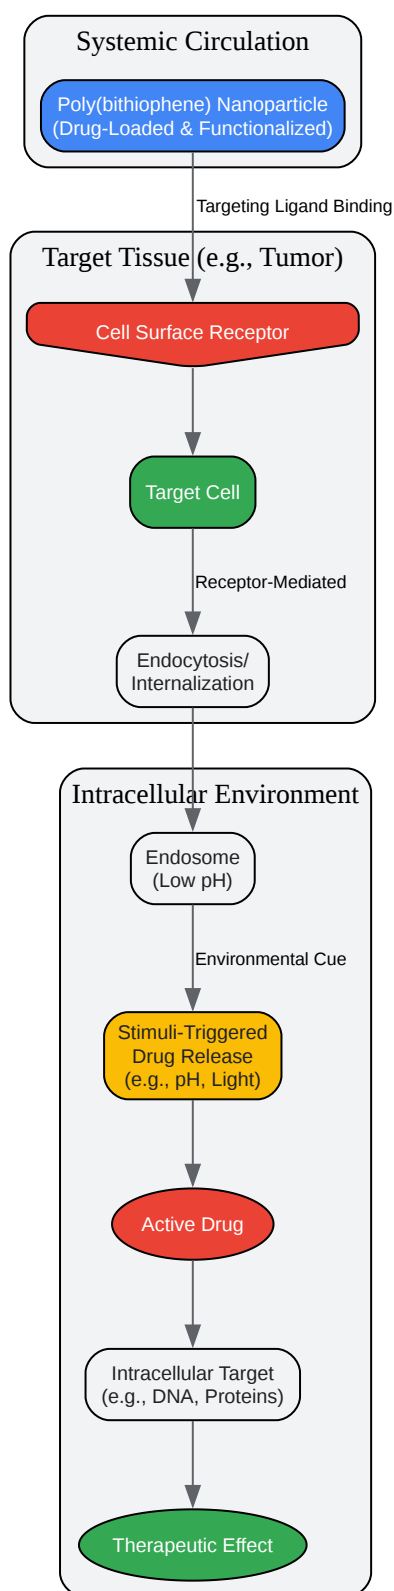 Systemic Circulation
Poly(bithiophene) Nanoparticle
(Drug-Loaded & Functionalized)
Targeting Ligand Binding
Target Tissue (e.g., Tumor)
Cell Surface Receptor
Target Cell
Receptor-Mediated
Endocytosis/
Internalization
Intracellular Environment
Endosome
(Low pH)
Environmental Cue
Stimuli-Triggered
Drug Release
(e.g., pH, Light)
Active Drug
Intracellular Target
(e.g., DNA, Proteins)
Therapeutic Effect